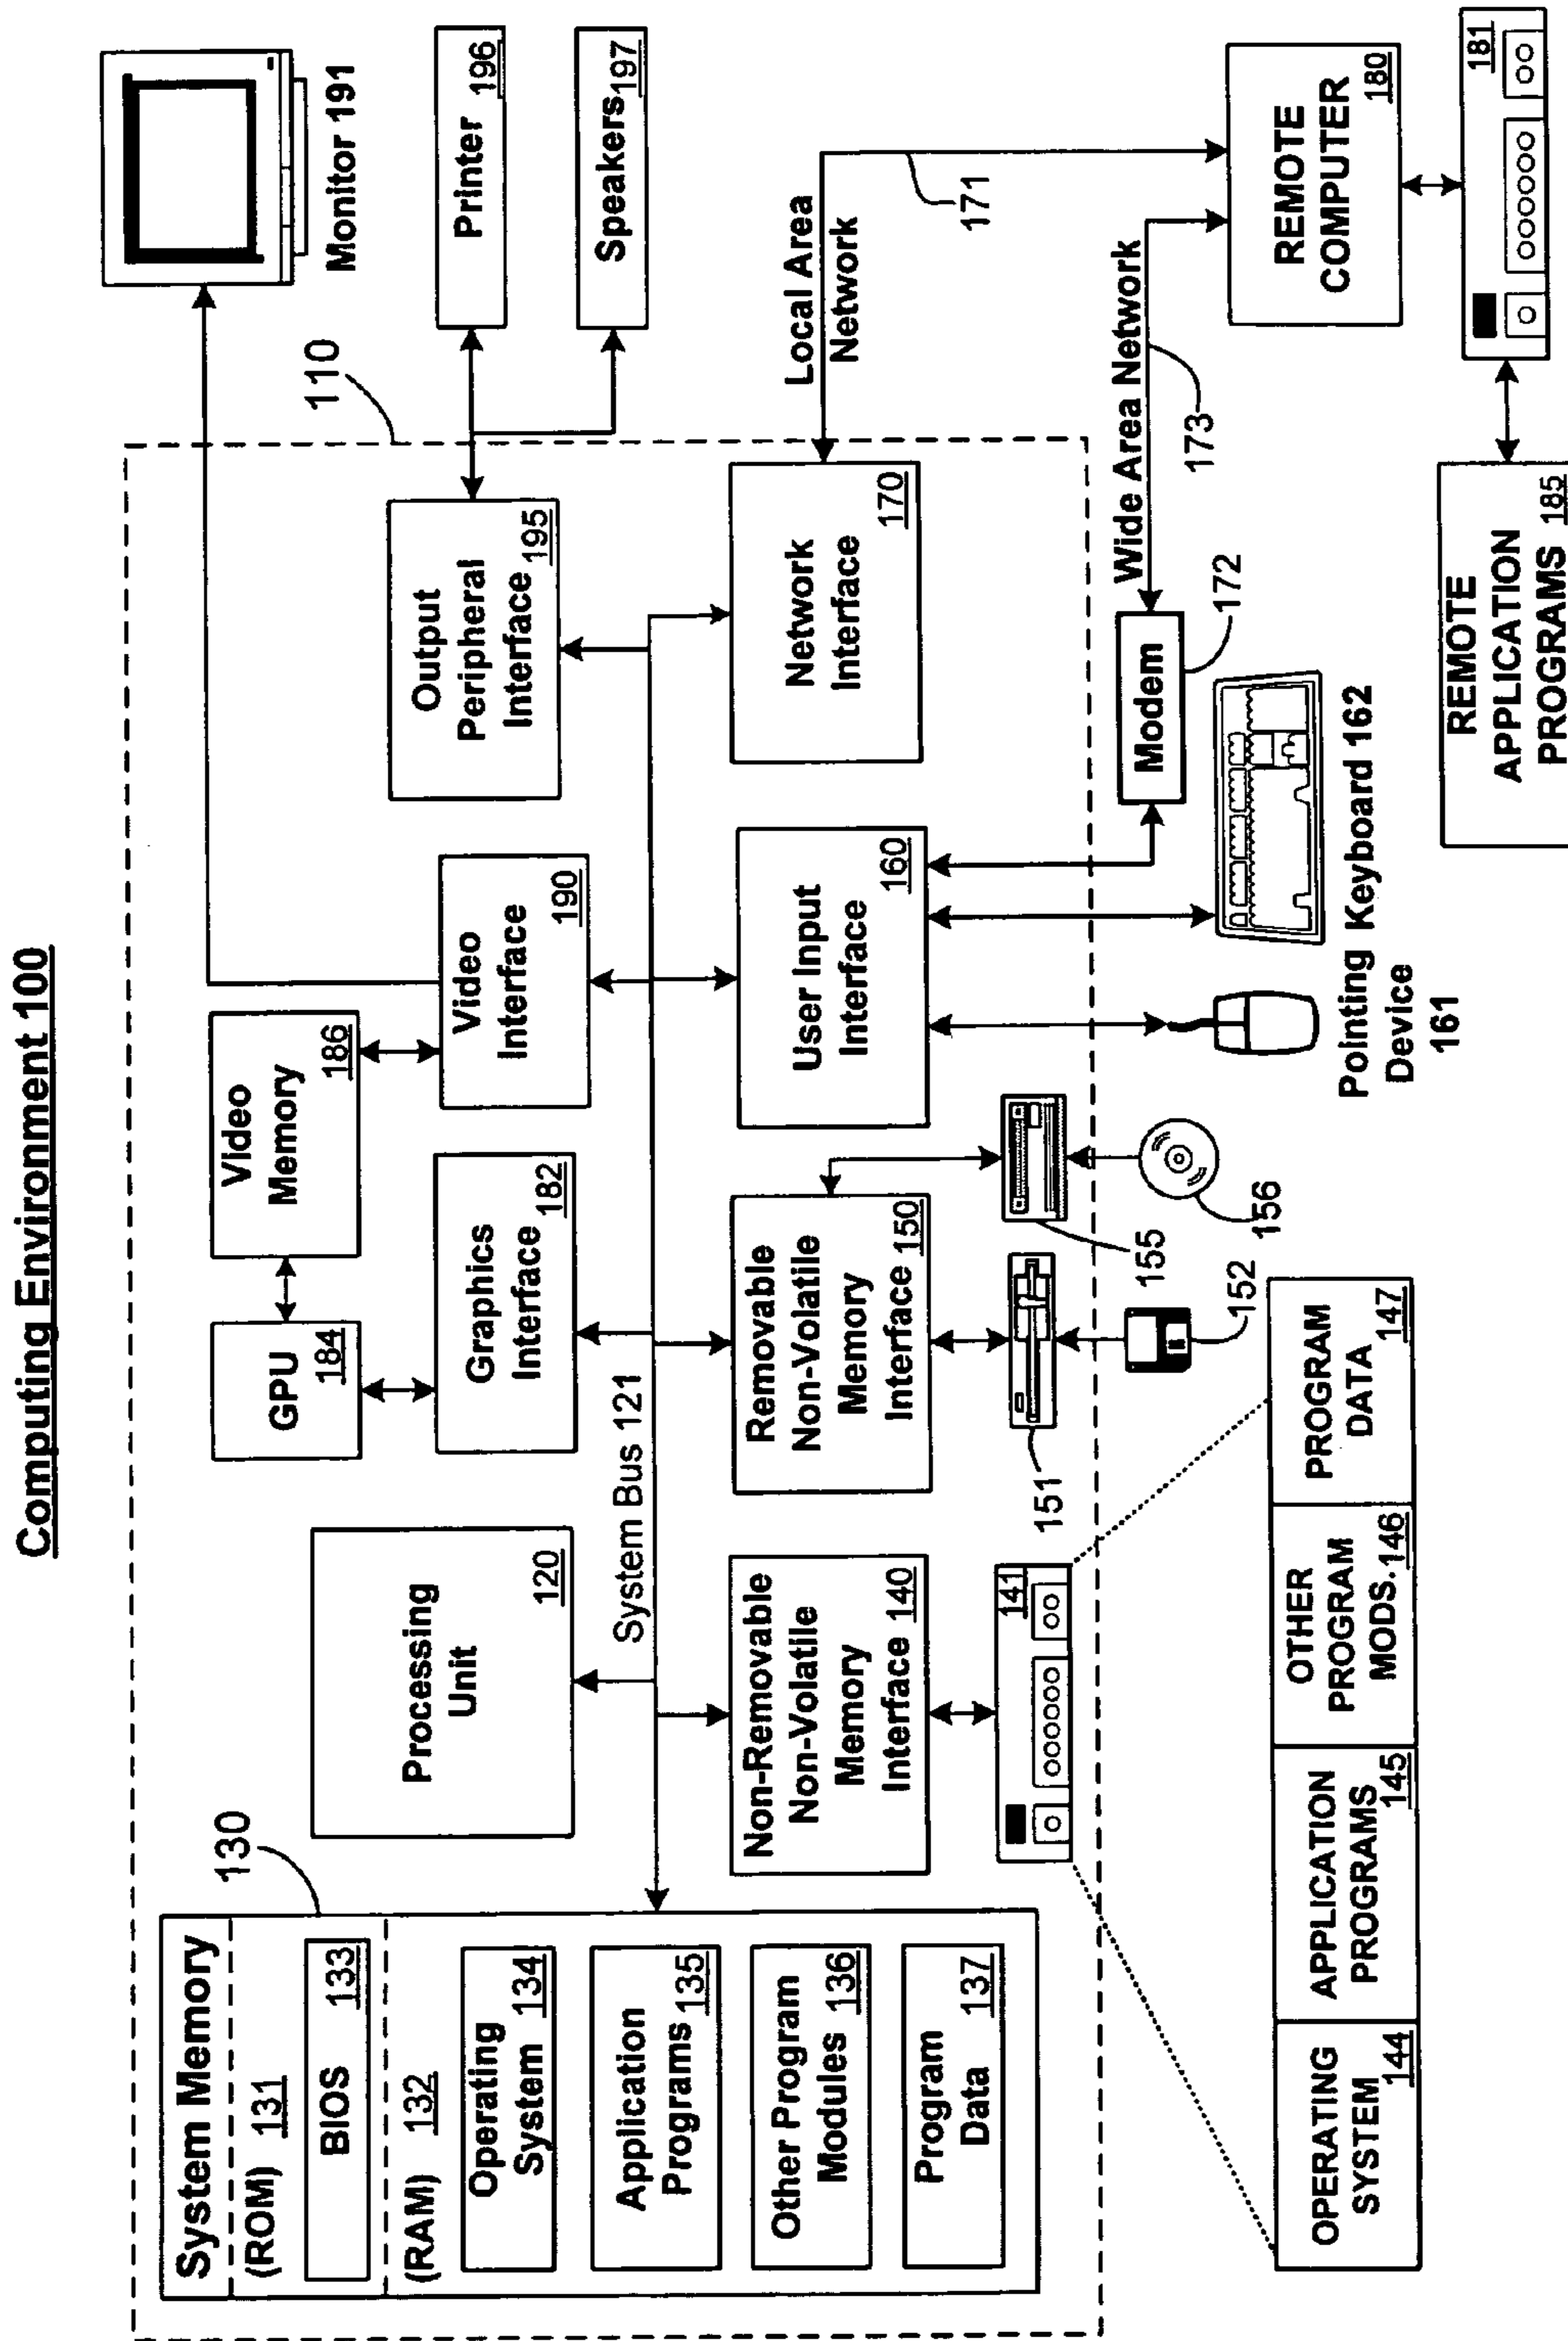 Computing Environment 100
System Memory
(ROM) 131
BIOS 133
(RAM) 132
Operating
System 134
Application
Programs 135
Other Program
Modules 136
Program
Data 137
130
Processing
Unit
120
System Bus 121
GPU
184
Video
Memory
186
Graphics
Interface 182
Video
Interface
190
Output
Peripheral
Interface 195
110
Monitor 191
Printer
196
Speakers 197
Non-Removable
Non-Volatile
Memory
Interface 140
Removable
Non-Volatile
Memory
Interface 150
User Input
Interface
160
Network
Interface
170
Local Area
Network
171
141
151
152
155
156
Modem
172
Wide Area Network
173
Pointing
Device
161
Keyboard 162
REMOTE
COMPUTER
180
181
REMOTE
APPLICATION
PROGRAMS 185
OPERATING
SYSTEM
144
APPLICATION
PROGRAMS
145
OTHER
PROGRAM
MODS. 146
PROGRAM
DATA
147